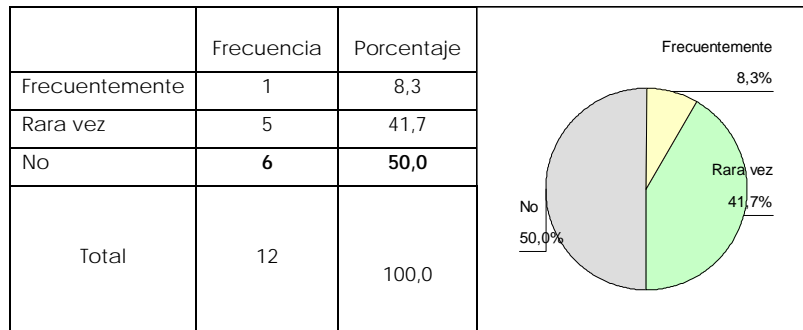 Frecuencia Porcentaje
Frecuentemente 1 8,3
Rara vez 5 41,7
No 6 50,0
Total 12 100,0
Frecuentemente
8,3%
Rara vez
41,7%
No
50,0%